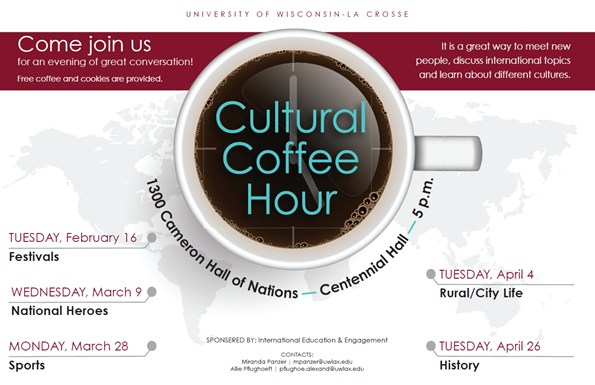 UNIVERSITY OF WISCONSIN-LA CROSSE
Come join us
for an evening of great conversation!
Free coffee and cookies are provided.
It is a great way to meet new
people, discuss international topics
and learn about different cultures.
Cultural
Coffee
Hour
1300 Cameron Hall of Nations — Centennial Hall — 5 p.m.
TUESDAY, February 16
Festivals
WEDNESDAY, March 9
National Heroes
MONDAY, March 28
Sports
TUESDAY, April 4
Rural/City Life
TUESDAY, April 26
History
SPONSERED BY: International Education & Engagement
CONTACTS:
Miranda Panzer | mpanzer@uwlax.edu
Allie Pflughoeft | pflughoe.alexand@uwlax.edu